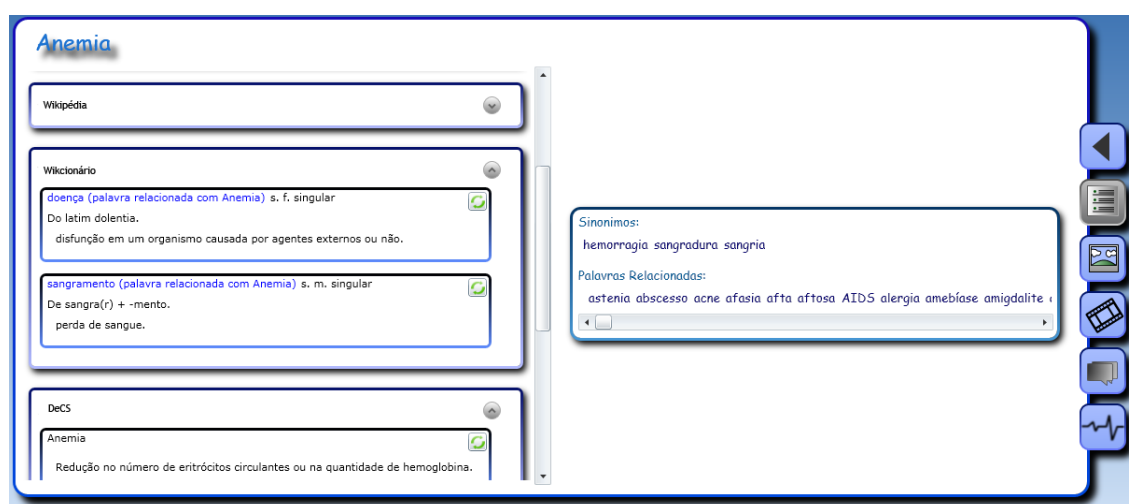 Anemia
Wikipédia
Wikcionário
doença (palavra relacionada com Anemia) s. f. singular
Do latim dolentia.
disfunção em um organismo causada por agentes externos ou não.
sangramento (palavra relacionada com Anemia) s. m. singular
De sangra(r) + -mento.
perda de sangue.
DeCS
Anemia
Redução no número de eritrócitos circulantes ou na quantidade de hemoglobina.
Sinonimos:
hemorragia sangradura sangria
Palavras Relacionadas:
astenia abscesso acne afasia afta aftosa AIDS alergia amebíase amigdalite